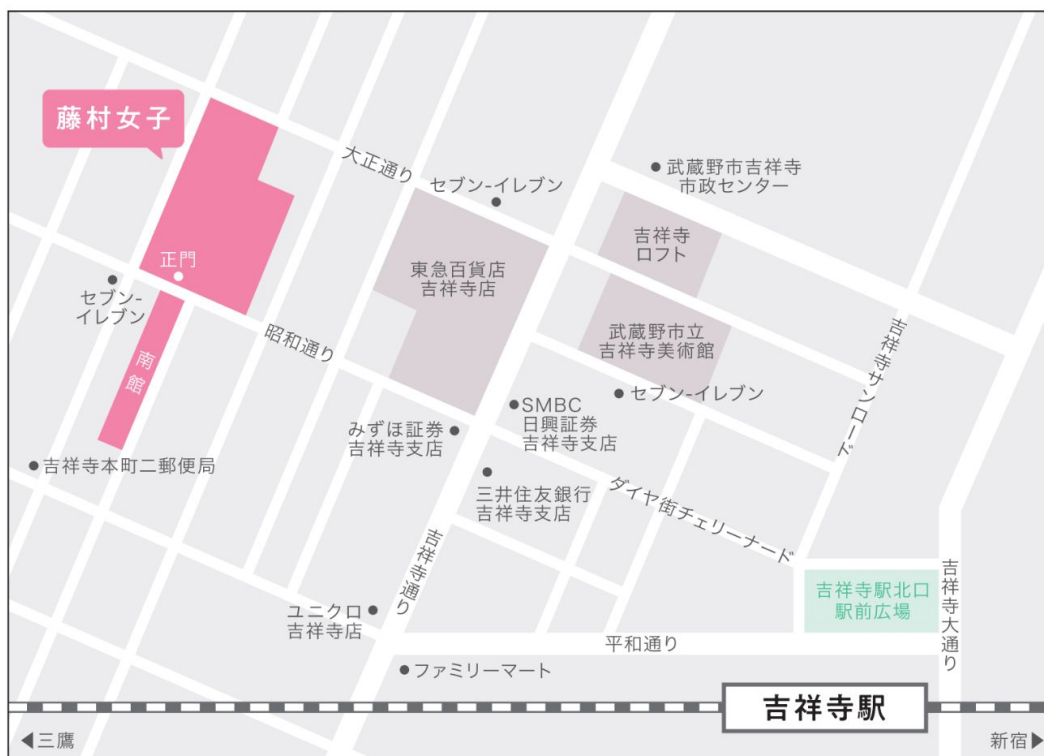 藤村女子
大正通り
セブン-イレブン
武蔵野市吉祥寺
市政センター
吉祥寺
ロフト
東急百貨店
吉祥寺店
正門
セブン-
イレブン
昭和通り
武蔵野市立
吉祥寺美術館
吉祥寺サンロード
南館
セブン-イレブン
SMBC
日興証券
吉祥寺支店
みずほ証券
吉祥寺支店
吉祥寺本町二郵便局
三井住友銀行
吉祥寺支店
ダイヤ街チェリーナード
吉祥寺通り
吉祥寺駅北口
駅前広場
吉祥寺大通り
ユニクロ
吉祥寺店
平和通り
ファミリーマート
吉祥寺駅
◀三鷹
新宿▶